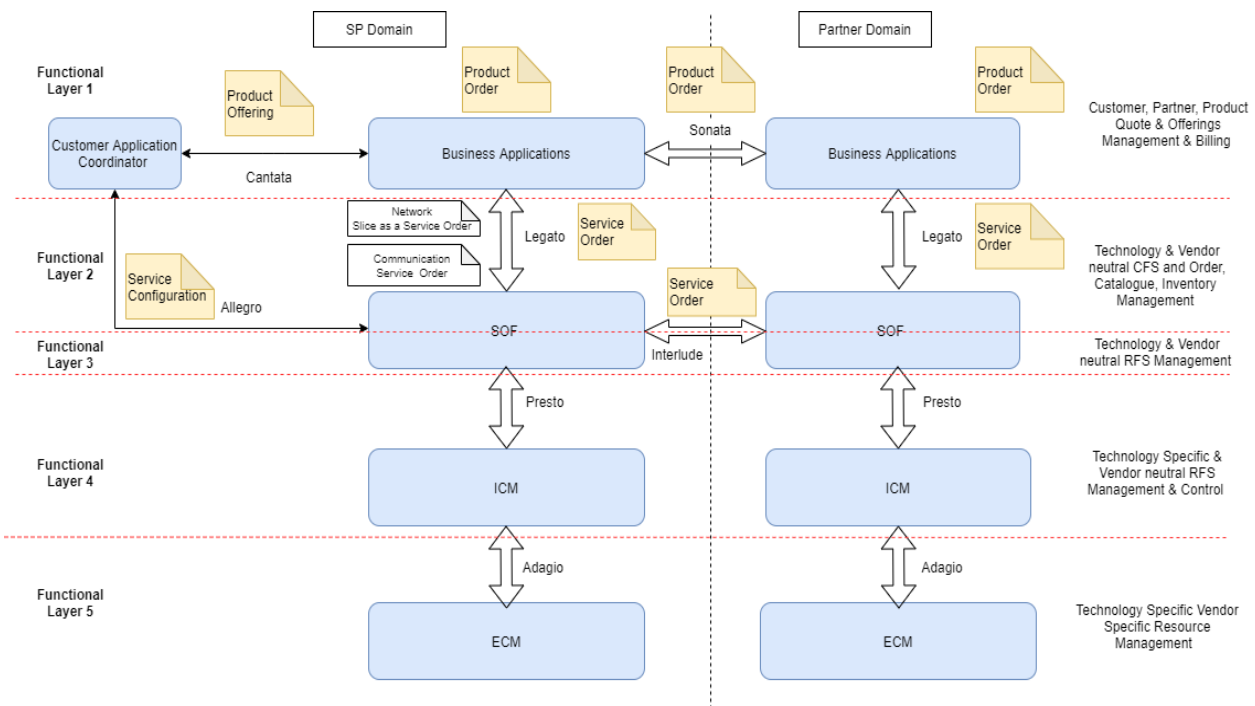 SP Domain
Partner Domain
Functional
Layer 1
Product
Offering
Product
Order
Product
Order
Product
Order
Customer, Partner, Product
Quote & Offerings
Management & Billing
Customer Application
Coordinator
Cantata
Business Applications
Sonata
Business Applications
Functional
Layer 2
Network
Slice as a Service Order
Communication
Service Order
Legato
Service
Order
Legato
Service
Order
Technology & Vendor
neutral CFS and Order,
Catalogue, Inventory
Management
Service
Configuration
Allegro
Service
Order
SOF
Interlude
SOF
Functional
Layer 3
Technology & Vendor
neutral RFS Management
Presto
Presto
Functional
Layer 4
ICM
ICM
Technology Specific &
Vendor neutral RFS
Management & Control
Adagio
Adagio
Functional
Layer 5
ECM
ECM
Technology Specific Vendor
Specific Resource
Management